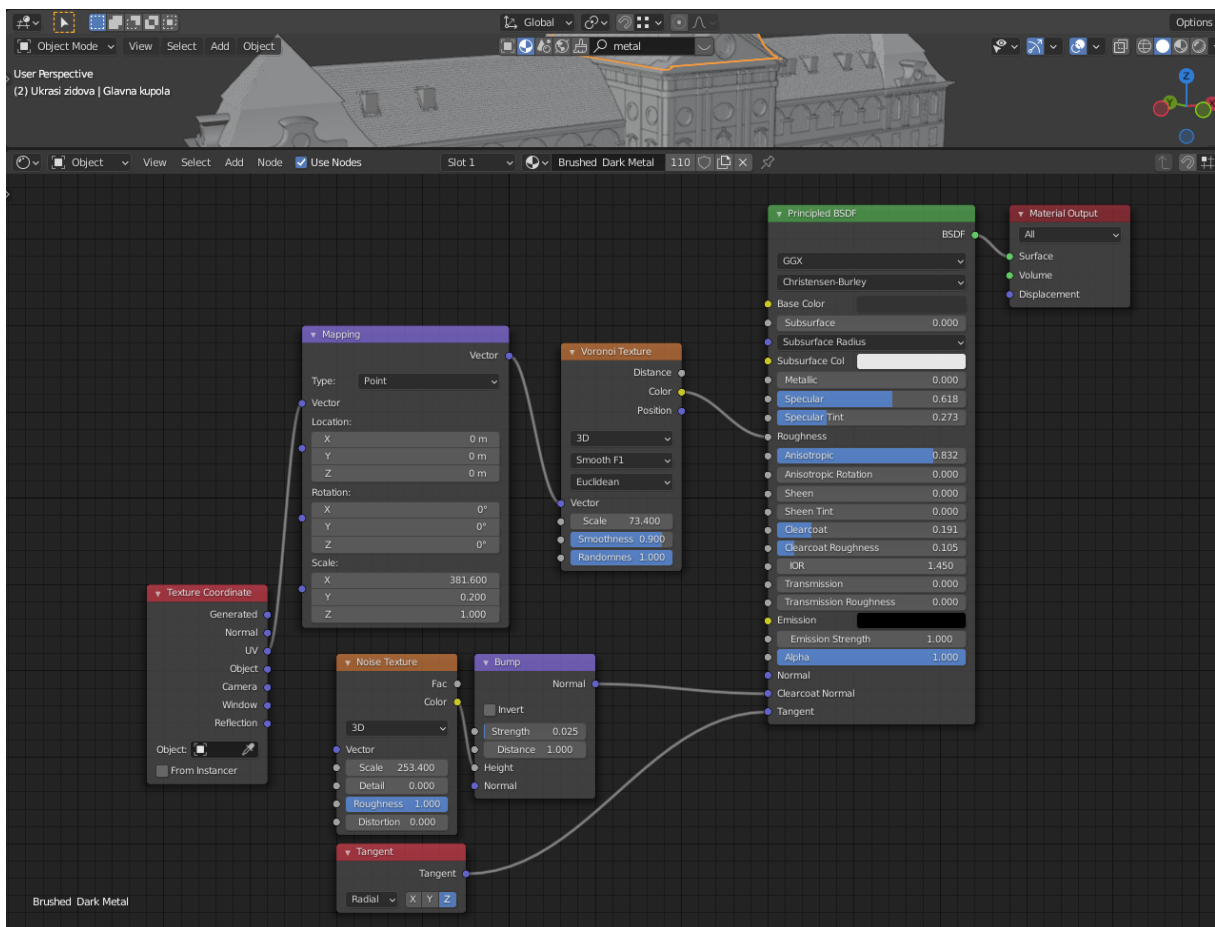 Global
Options
Object Mode View Select Add Object
metal
User Perspective
(2) Ukrasi zidova | Glavna kupola
Z
Y
X
Object View Select Add Node Use Nodes Slot 1 Brushed Dark Metal 110
Principled BSDF
BSDF
GGX
Christensen-Burley
Base Color
Subsurface 0.000
Subsurface Radius
Subsurface Col
Metallic 0.000
Specular 0.618
Specular Tint 0.273
Roughness
Anisotropic 0.832
Anisotropic Rotation 0.000
Sheen 0.000
Sheen Tint 0.000
Clearcoat 0.191
Clearcoat Roughness 0.105
IOR 1.450
Transmission 0.000
Transmission Roughness 0.000
Emission
Emission Strength 1.000
Alpha 1.000
Normal
Clearcoat Normal
Tangent
Material Output
All
Surface
Volume
Displacement
Mapping
Vector
Type: Point
Vector
Location:
X 0 m
Y 0 m
Z 0 m
Rotation:
X 0°
Y 0°
Z 0°
Scale:
X 381.600
Y 0.200
Z 1.000
Voronoi Texture
Distance
Color
Position
3D
Smooth F1
Euclidean
Vector
Scale 73.400
Smoothness 0.900
Randomnes 1.000
Texture Coordinate
Generated
Normal
UV
Object
Camera
Window
Reflection
Object:
From Instancer
Noise Texture
Fac
Color
3D
Vector
Scale 253.400
Detail 0.000
Roughness 1.000
Distortion 0.000
Bump
Normal
Invert
Strength 0.025
Distance 1.000
Height
Normal
Tangent
Tangent
Radial X Y Z
Brushed Dark Metal